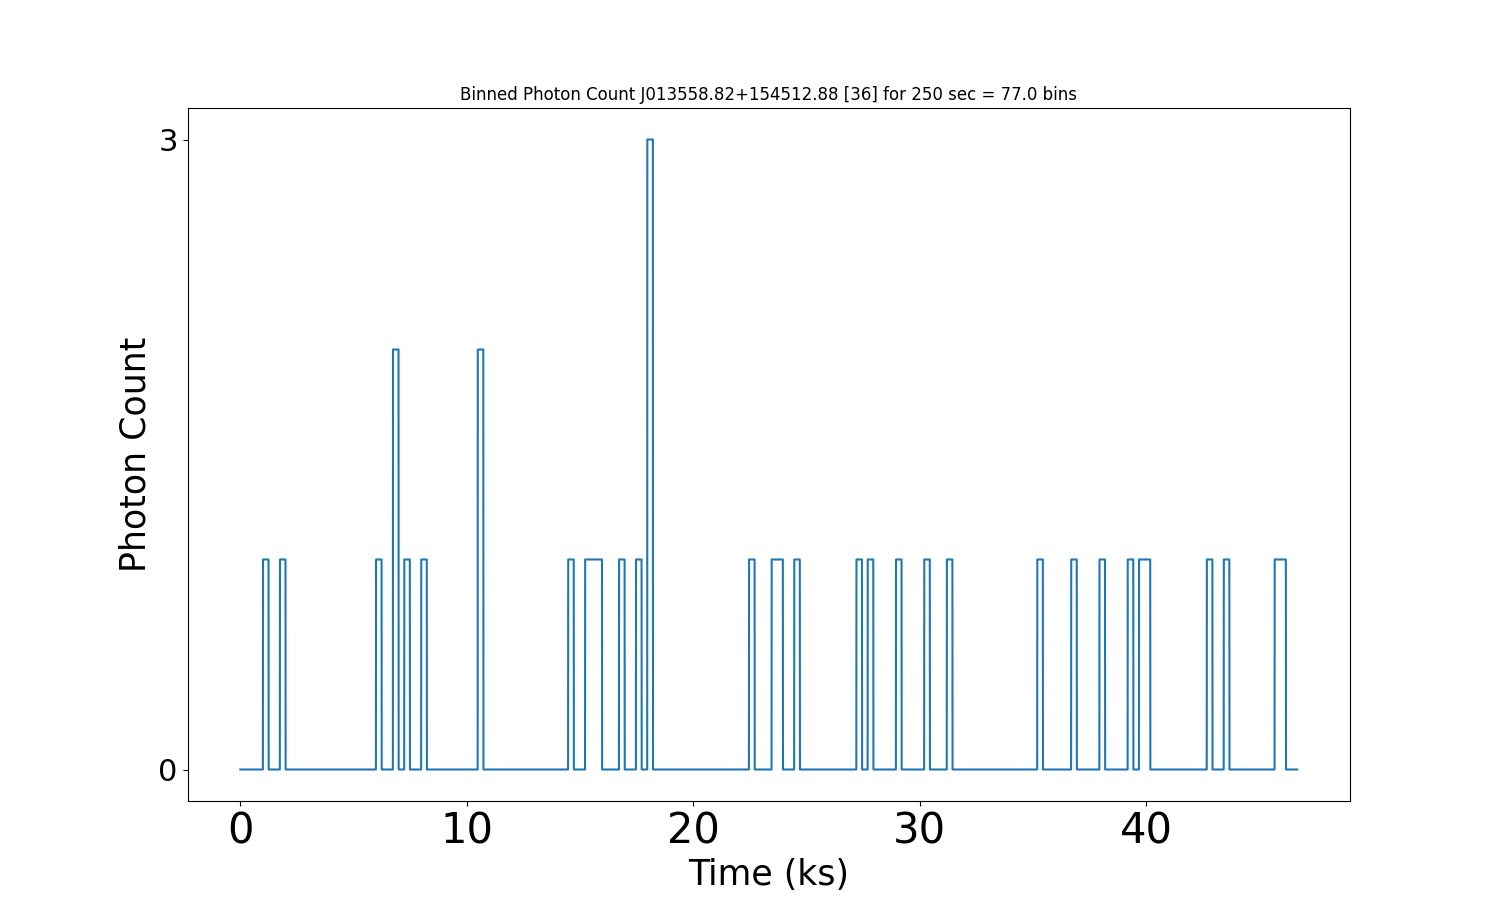 Binned Photon Count J013558.82+154512.88 [36] for 250 sec = 77.0 bins
3
Photon Count
0
0 10 20 30 40
Time (ks)